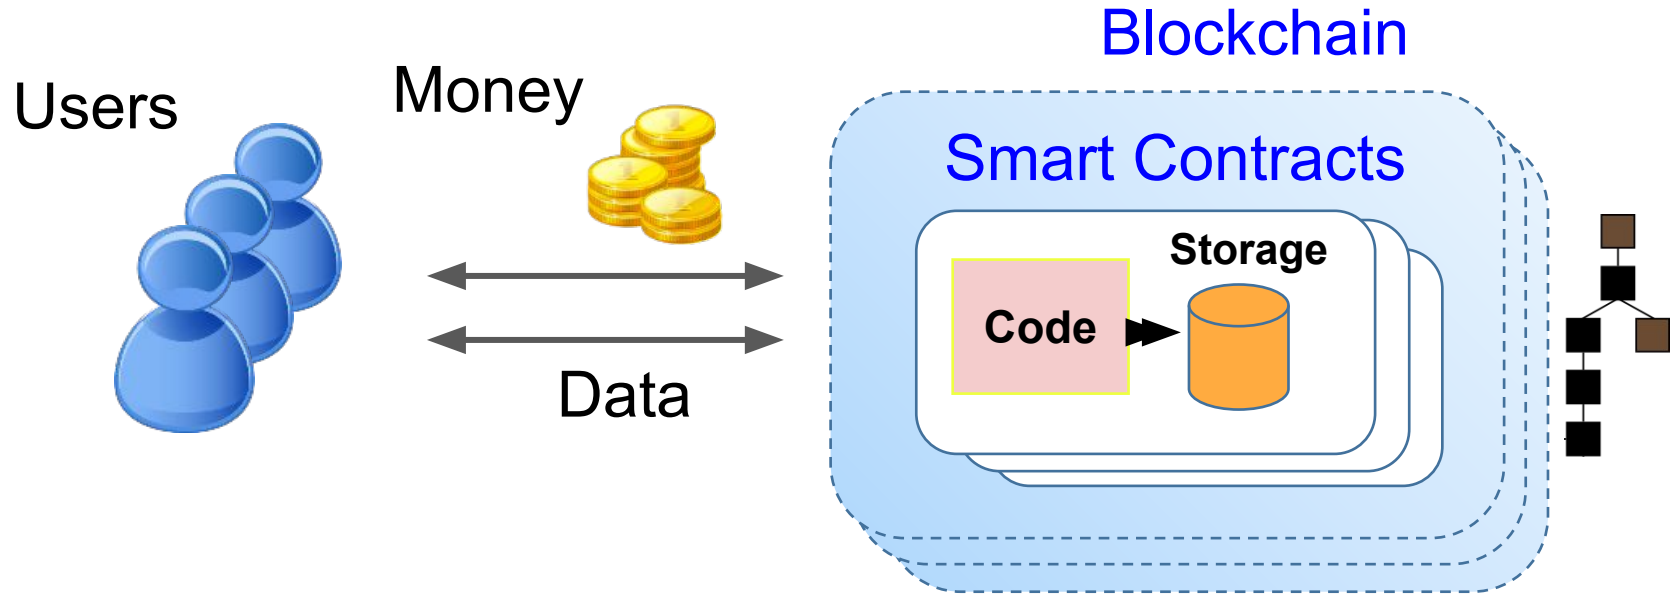 Users
Money
Data
Blockchain
Smart Contracts
Storage
Code